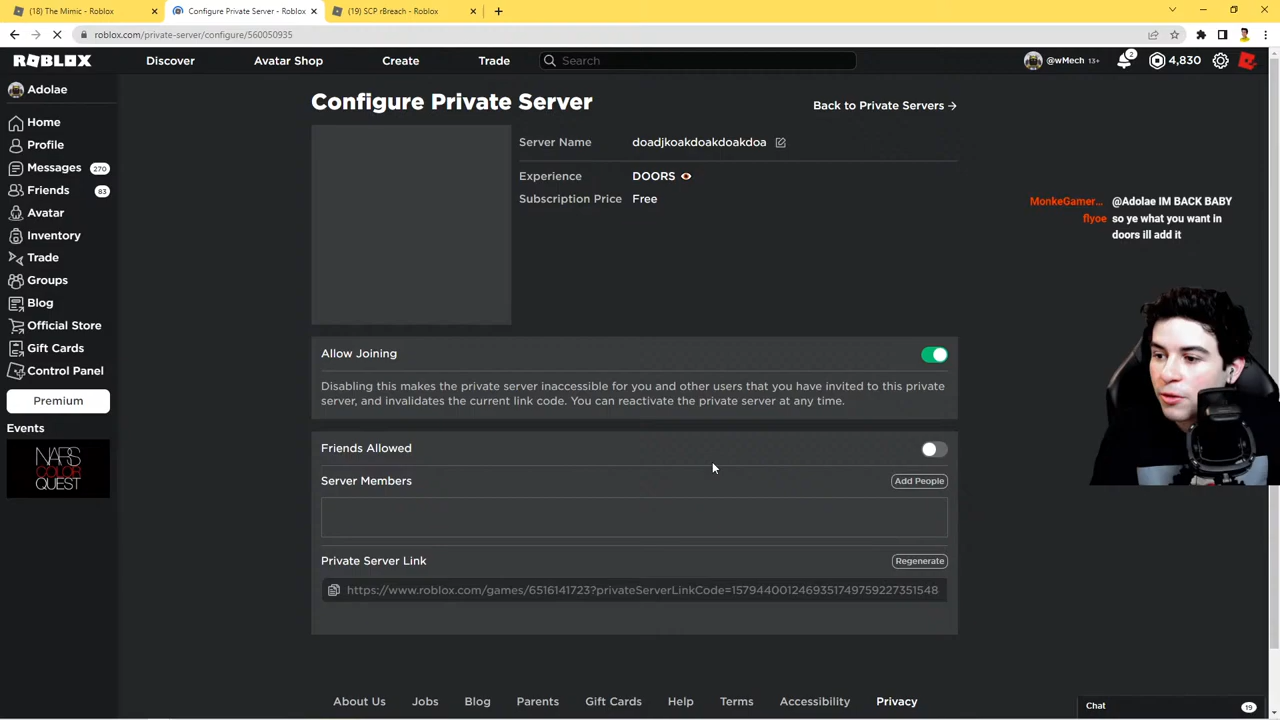 (18) The Mimic - Roblox
Configure Private Server - Roblox
(19) SCP rBreach - Roblox
roblox.com/private-server/configure/560050935
ROBLOX
Discover
Avatar Shop
Create
Trade
Search
@wMech 13+
2
4,830
Adolae
Home
Profile
Messages 270
Friends 83
Avatar
Inventory
Trade
Groups
Blog
Official Store
Gift Cards
Control Panel
Premium
Events
NARS
COLOR
QUEST
Configure Private Server
Back to Private Servers
Server Name doadjkoakdoakdoakdoa
Experience DOORS
Subscription Price Free
Allow Joining
Disabling this makes the private server inaccessible for you and other users that you have invited to this private
server, and invalidates the current link code. You can reactivate the private server at any time.
Friends Allowed
Server Members
Add People
Private Server Link
Regenerate
https://www.roblox.com/games/6516141723?privateServerLinkCode=15794400124693517497592273515​48
MonkeGamer... @Adolae IM BACK BABY
flyoe so ye what you want in
doors ill add it
About Us
Jobs
Blog
Parents
Gift Cards
Help
Terms
Accessibility
Privacy
Chat
19